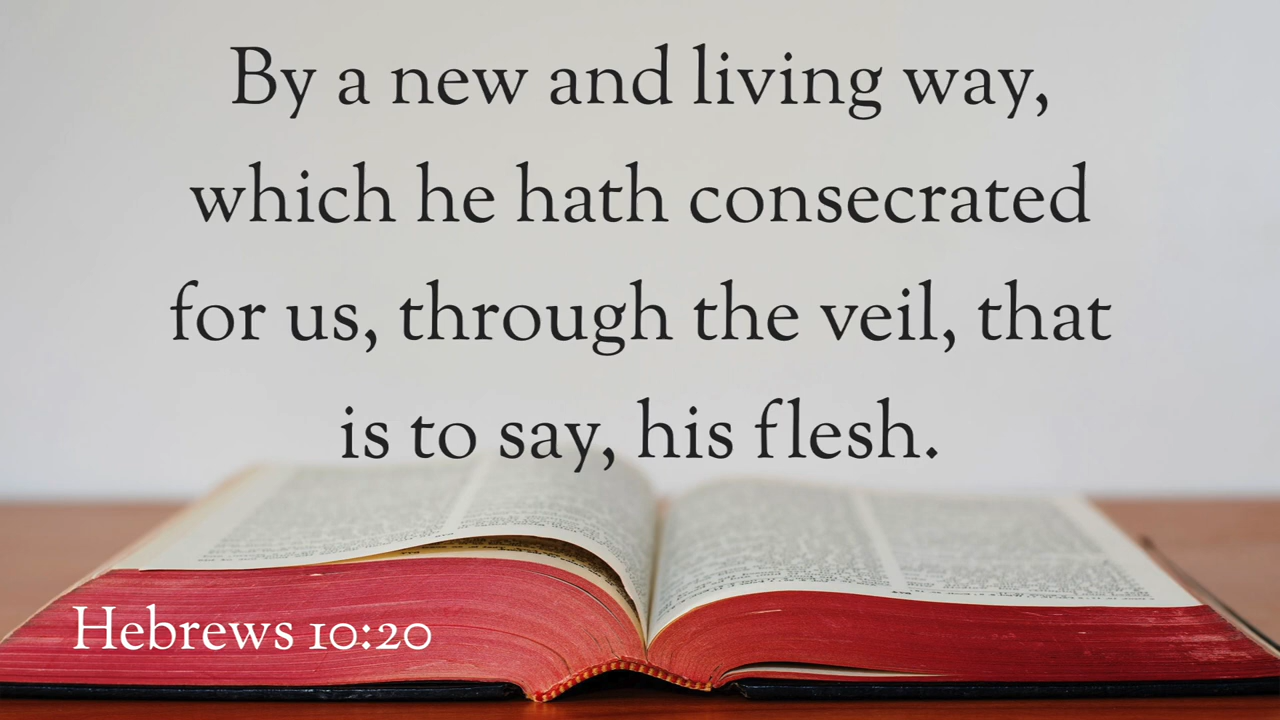 By a new and living way,
which he hath consecrated
for us, through the veil, that
is to say, his flesh.
Hebrews 10:20